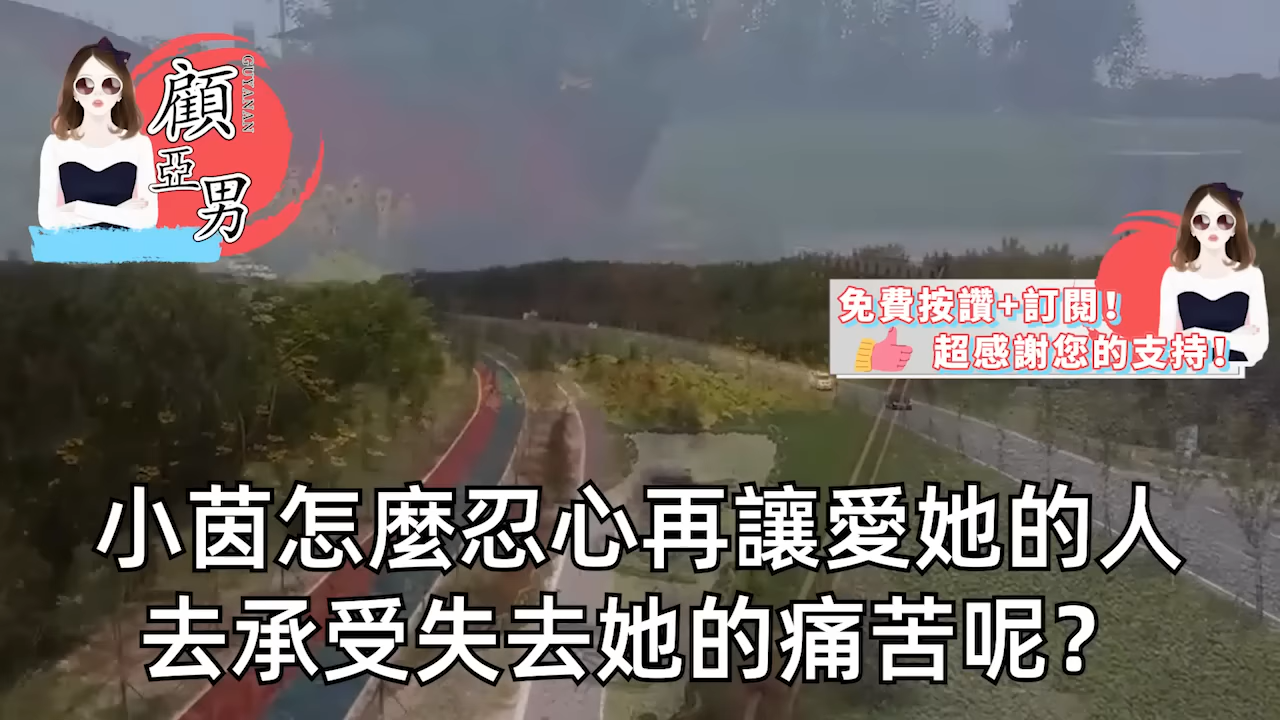 顧亞男
GUYANAN
免費按讚+訂閱!
超感謝您的支持!
小茵怎麼忍心再讓愛她的人
去承受失去她的痛苦呢?